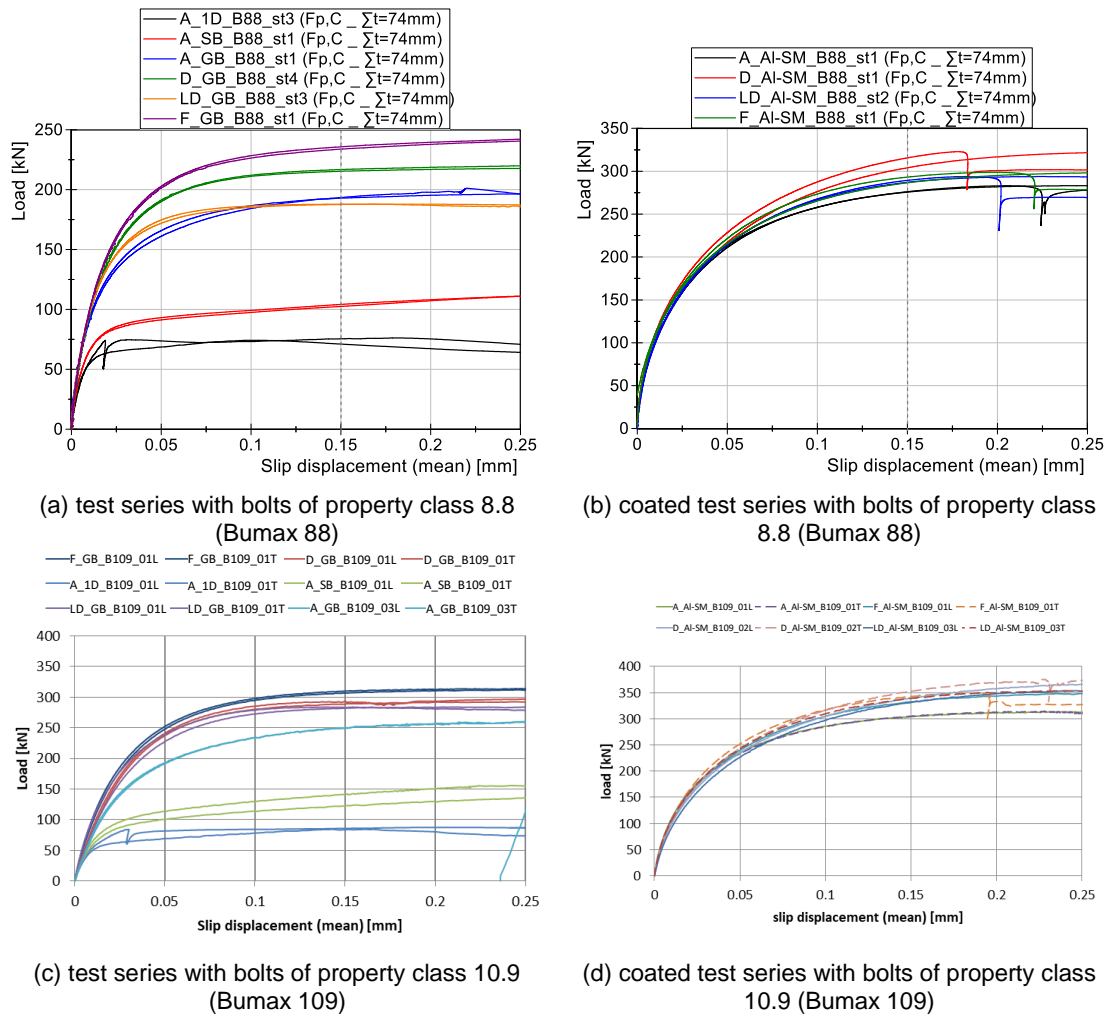 A_1D_B88_st3 (Fp,C _ ∑t=74mm)
A_SB_B88_st1 (Fp,C _ ∑t=74mm)
A_GB_B88_st1 (Fp,C _ ∑t=74mm)
D_GB_B88_st4 (Fp,C _ ∑t=74mm)
LD_GB_B88_st3 (Fp,C _ ∑t=74mm)
F_GB_B88_st1 (Fp,C _ ∑t=74mm)
250
200
150
100
50
0
Load [kN]
0 0.05 0.1 0.15 0.2 0.25
Slip displacement (mean) [mm]
(a) test series with bolts of property class 8.8
(Bumax 88)
A_Al-SM_B88_st1 (Fp,C _ ∑t=74mm)
D_Al-SM_B88_st1 (Fp,C _ ∑t=74mm)
LD_Al-SM_B88_st2 (Fp,C _ ∑t=74mm)
F_Al-SM_B88_st1 (Fp,C _ ∑t=74mm)
350
300
250
200
150
100
50
0
Load [kN]
0 0.05 0.1 0.15 0.2 0.25
Slip displacement (mean) [mm]
(b) coated test series with bolts of property class
8.8 (Bumax 88)
F_GB_B109_01L F_GB_B109_01T D_GB_B109_01L D_GB_B109_01T
A_1D_B109_01L A_1D_B109_01T A_SB_B109_01L A_SB_B109_01T
LD_GB_B109_01L LD_GB_B109_01T A_GB_B109_03L A_GB_B109_03T
400
350
300
250
200
150
100
50
0
Load [kN]
0 0.05 0.1 0.15 0.2 0.25
Slip displacement (mean) [mm]
(c) test series with bolts of property class 10.9
(Bumax 109)
A_Al-SM_B109_01L A_Al-SM_B109_01T F_Al-SM_B109_01L F_Al-SM_B109_01T
D_Al-SM_B109_02L D_Al-SM_B109_02T LD_Al-SM_B109_03L LD_Al-SM_B109_03T
400
350
300
250
200
150
100
50
0
load [kN]
0 0.05 0.1 0.15 0.2 0.25
slip displacement (mean) [mm]
(d) coated test series with bolts of property class
10.9 (Bumax 109)